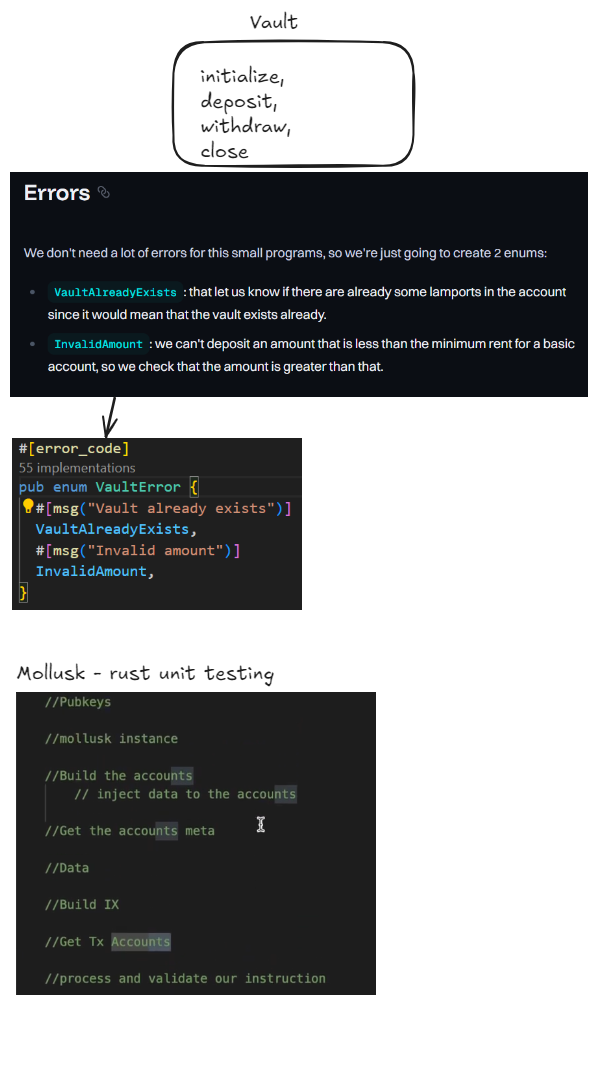 Vault
initialize,
deposit,
withdraw,
close
Errors
We don't need a lot of errors for this small programs, so we're just going to create 2 enums:
VaultAlreadyExists : that let us know if there are already some lamports in the account
since it would mean that the vault exists already.
InvalidAmount : we can't deposit an amount that is less than the minimum rent for a basic
account, so we check that the amount is greater than that.
#[error_code]
55 implementations
pub enum VaultError {
#[msg("Vault already exists")]
VaultAlreadyExists,
#[msg("Invalid amount")]
InvalidAmount,
}
Mollusk - rust unit testing
//Pubkeys
//mollusk instance
//Build the accounts
// inject data to the accounts
//Get the accounts meta
//Data
//Build IX
//Get Tx Accounts
//process and validate our instruction